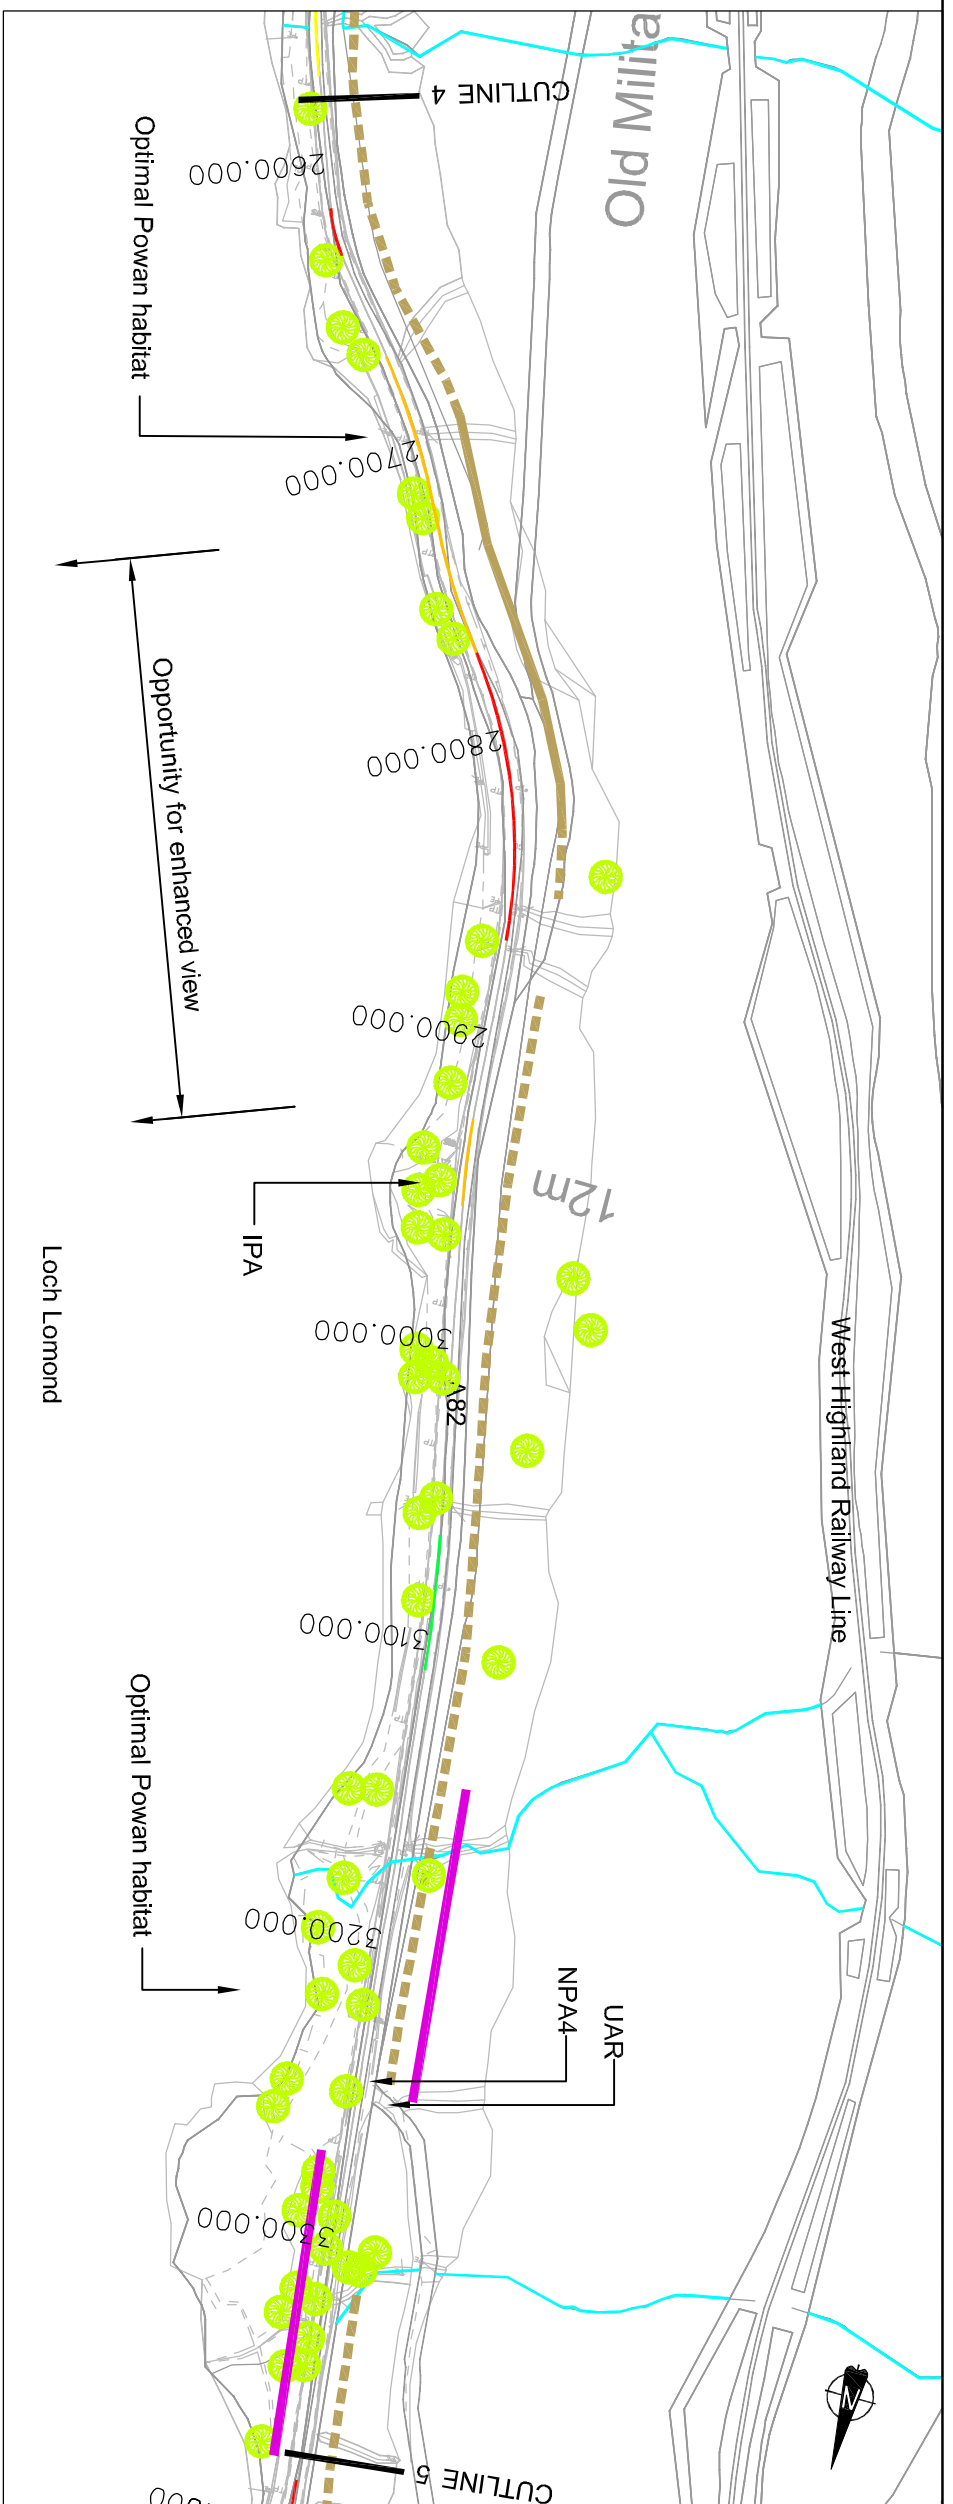 CUTLINE 4
Old Milita
2600.000
Optimal Powan habitat
2700.000
Opportunity for enhanced view
2800.000
2900.000
12m
IPA
Loch Lomond
3000.000
A82
West Highland Railway Line
3100.000
Optimal Powan habitat
3200.000
NPA4
UAR
3300.000
N
CUTLINE 5